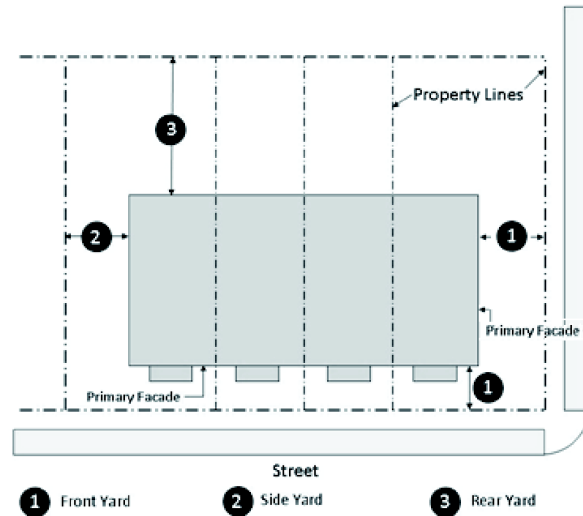 Property Lines
3
2
1
Primary Facade
1
Primary Facade
Street
1 Front Yard 2 Side Yard 3 Rear Yard